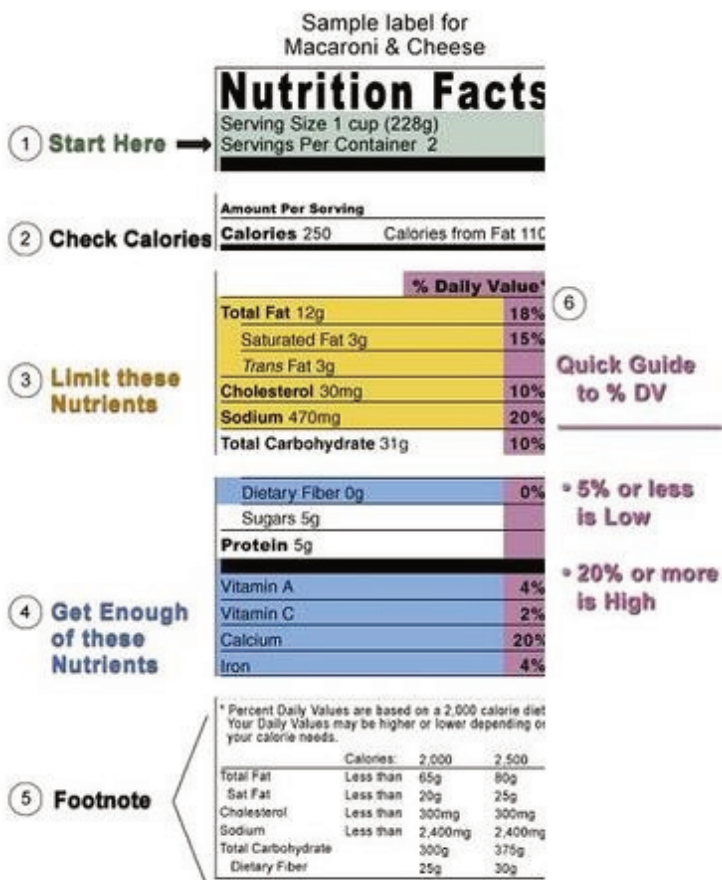 Sample label for
Macaroni & Cheese
Nutrition Facts
1 Start Here
Serving Size 1 cup (228g)
Servings Per Container 2
Amount Per Serving
2 Check Calories
Calories 250 Calories from Fat 110
% Daily Value*
6
Total Fat 12g 18%
Saturated Fat 3g 15%
Trans Fat 3g
3 Limit these
Nutrients
Cholesterol 30mg 10%
Sodium 470mg 20%
Total Carbohydrate 31g 10%
Quick Guide
to % DV
Dietary Fiber 0g 0%
Sugars 5g
Protein 5g
• 5% or less
is Low
• 20% or more
is High
4 Get Enough
of these
Nutrients
Vitamin A 4%
Vitamin C 2%
Calcium 20%
Iron 4%
5 Footnote
* Percent Daily Values are based on a 2,000 calorie diet
Your Daily Values may be higher or lower depending on
your calorie needs.
Calories: 2,000 2,500
Total Fat Less than 65g 80g
Sat Fat Less than 20g 25g
Cholesterol Less than 300mg 300mg
Sodium Less than 2,400mg 2,400mg
Total Carbohydrate 300g 375g
Dietary Fiber 25g 30g